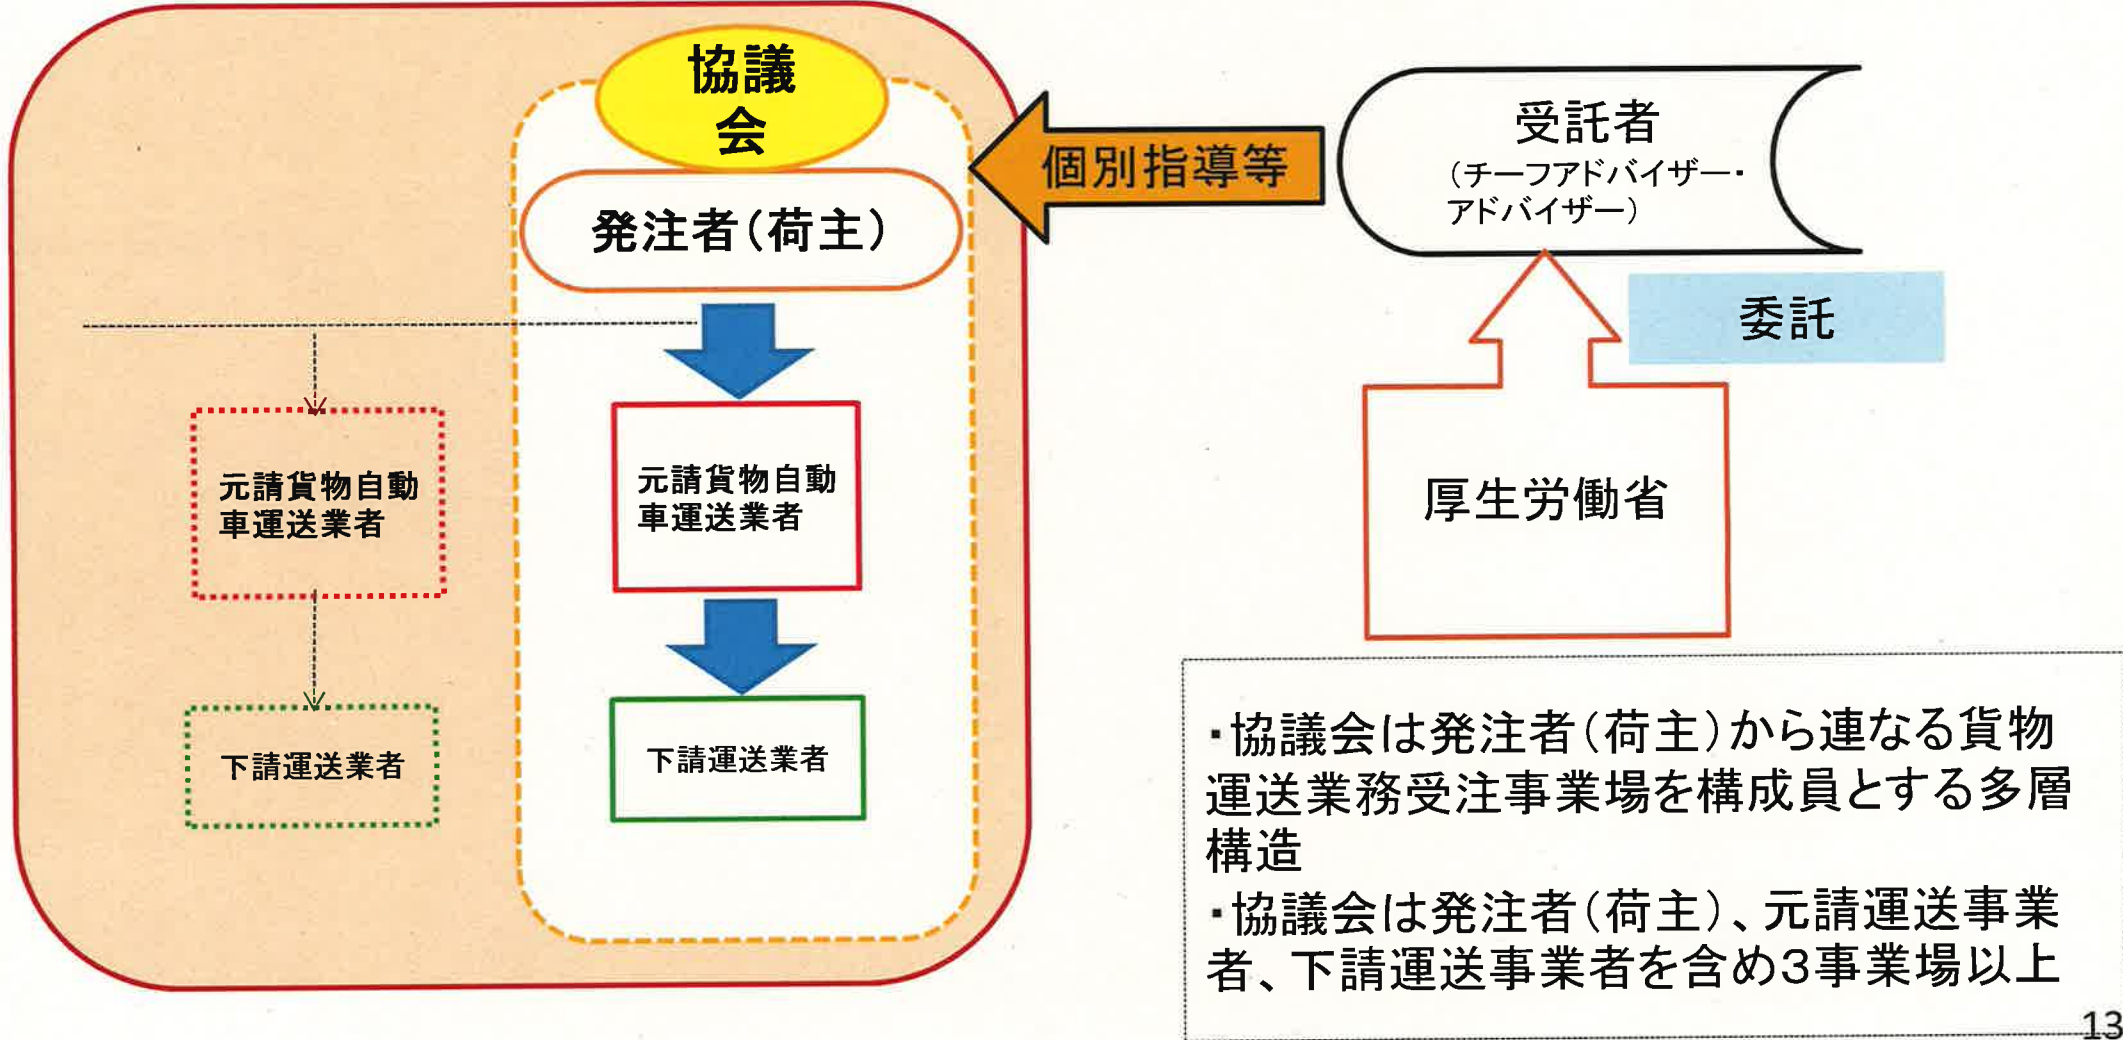 協議
会
発注者（荷主）
元請貨物自動
車運送業者
下請運送業者
元請貨物自動
車運送業者
下請運送業者
個別指導等
受託者
（チーフアドバイザー・
アドバイザー）
委託
厚生労働省
・協議会は発注者（荷主）から連なる貨物
運送業務受注事業場を構成員とする多層
構造
・協議会は発注者（荷主）、元請運送事業
者、下請運送事業者を含め３事業場以上
13